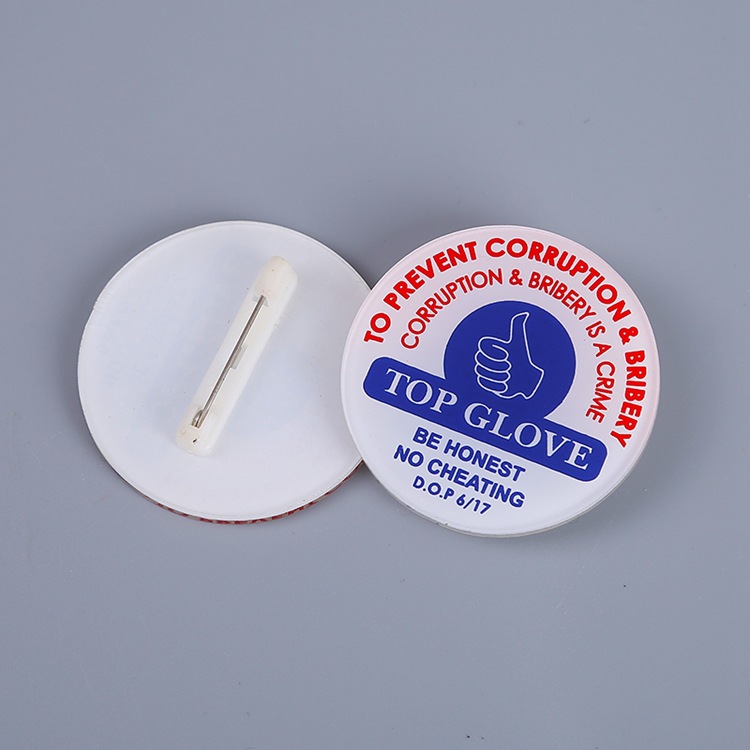 TO PREVENT CORRUPTION & BRIBERY
CORRUPTION & BRIBERY IS A CRIME
TOP GLOVE
BE HONEST
NO CHEATING
D.O.P 6/17